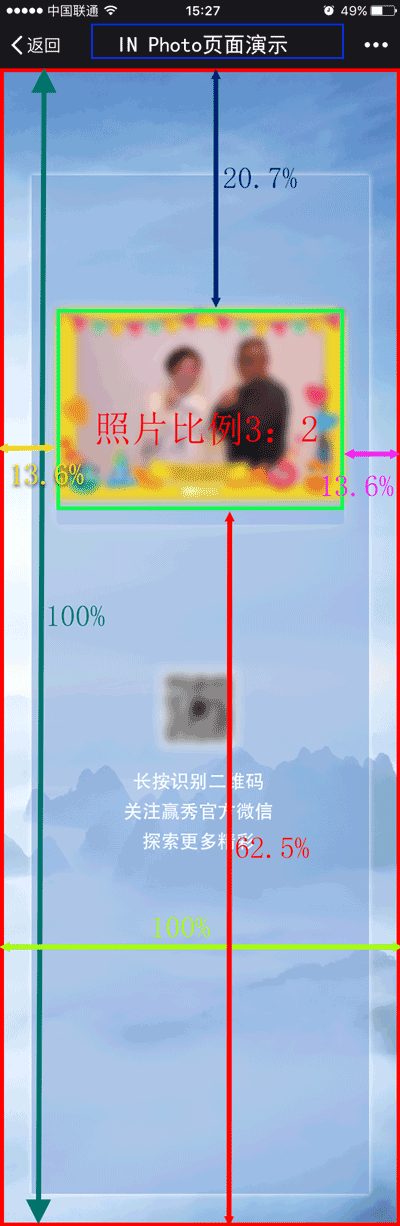 中国联通 15:27 49%
返回 IN Photo页面演示
20.7%
照片比例3：2
13.6% 13.6%
100%
长按识别二维码
关注赢秀官方微信
探索更多精彩
62.5%
100%